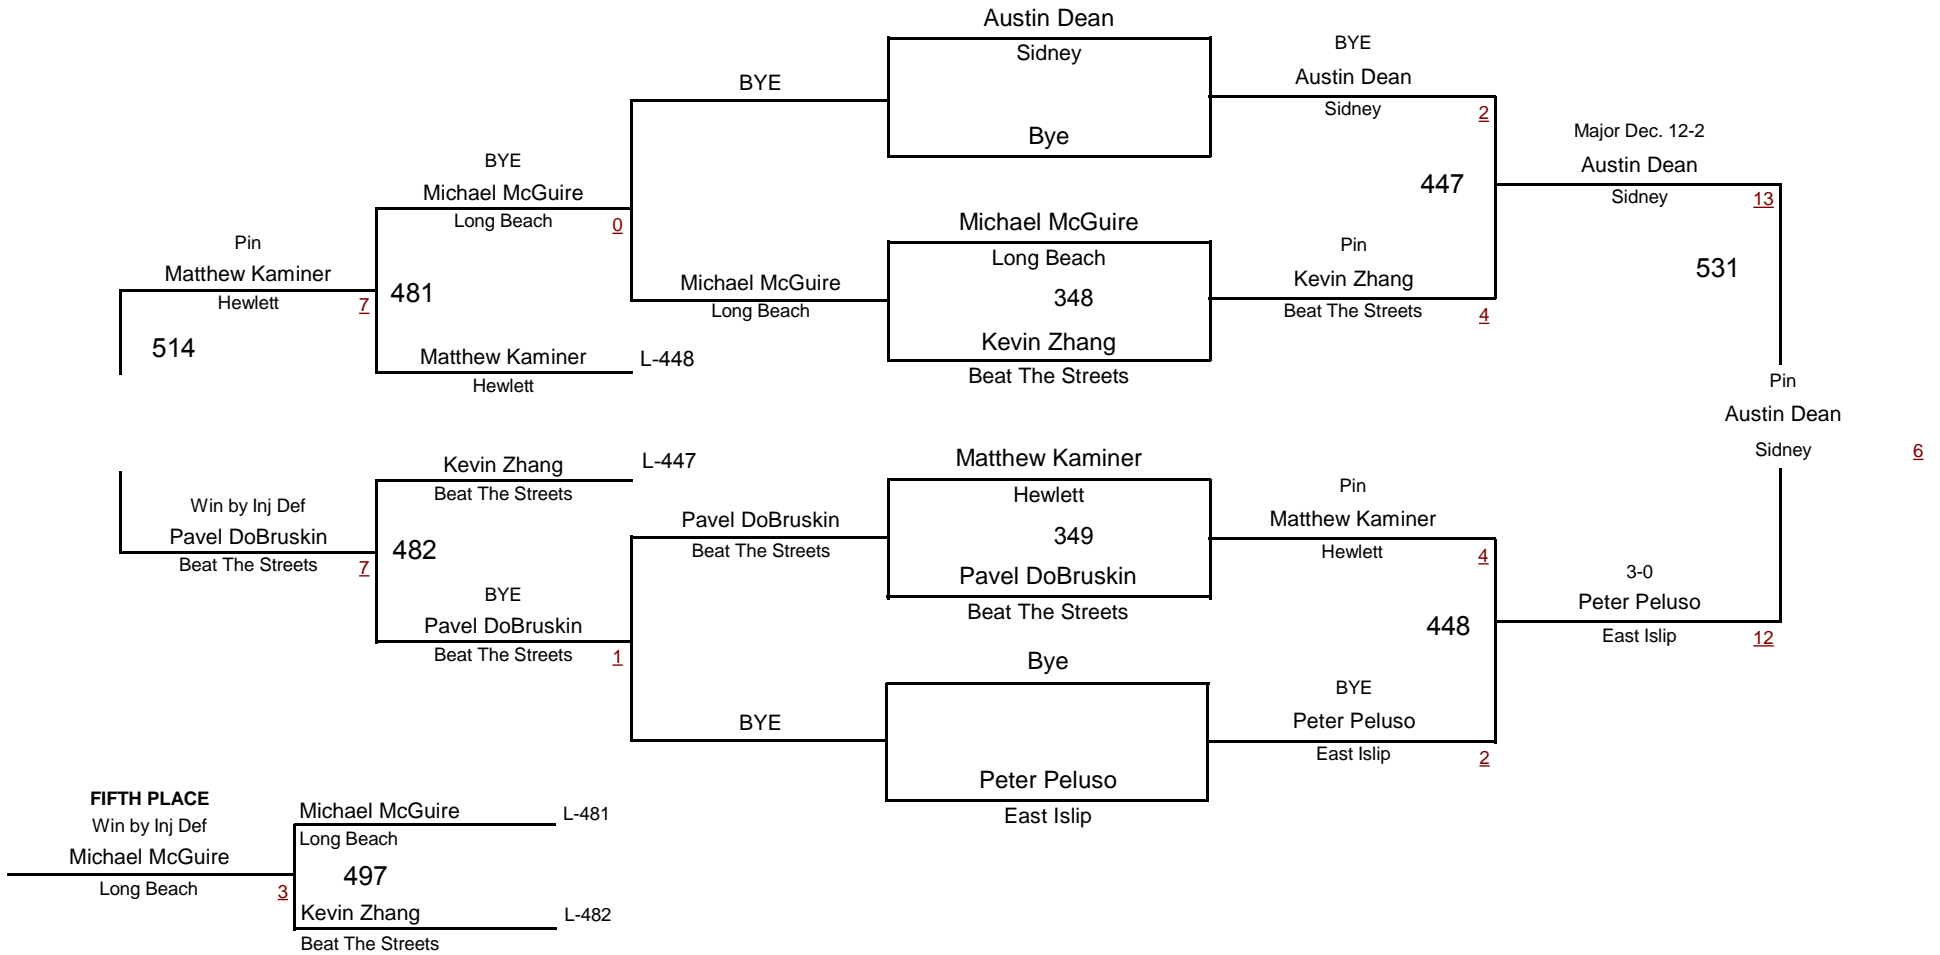 Austin Dean
Sidney
Bye
BYE
Austin Dean
Sidney
2
BYE
Major Dec. 12-2
Austin Dean
Sidney
13
447
BYE
Michael McGuire
Long Beach
0
Michael McGuire
Long Beach
348
Kevin Zhang
Beat The Streets
Pin
Kevin Zhang
Beat The Streets
4
531
Pin
Matthew Kaminer
Hewlett
7
481
Michael McGuire
Long Beach
514
Matthew Kaminer
Hewlett
L-448
Pin
Austin Dean
Sidney
6
Kevin Zhang
Beat The Streets
L-447
Matthew Kaminer
Hewlett
349
Pavel DoBruskin
Beat The Streets
Pin
Matthew Kaminer
Hewlett
4
Win by Inj Def
Pavel DoBruskin
Beat The Streets
7
482
Pavel DoBruskin
Beat The Streets
BYE
Pavel DoBruskin
Beat The Streets
1
448
3-0
Peter Peluso
East Islip
12
Bye
BYE
Peter Peluso
East Islip
BYE
Peter Peluso
East Islip
2
FIFTH PLACE
Win by Inj Def
Michael McGuire
Long Beach
3
Michael McGuire
Long Beach
L-481
497
Kevin Zhang
Beat The Streets
L-482